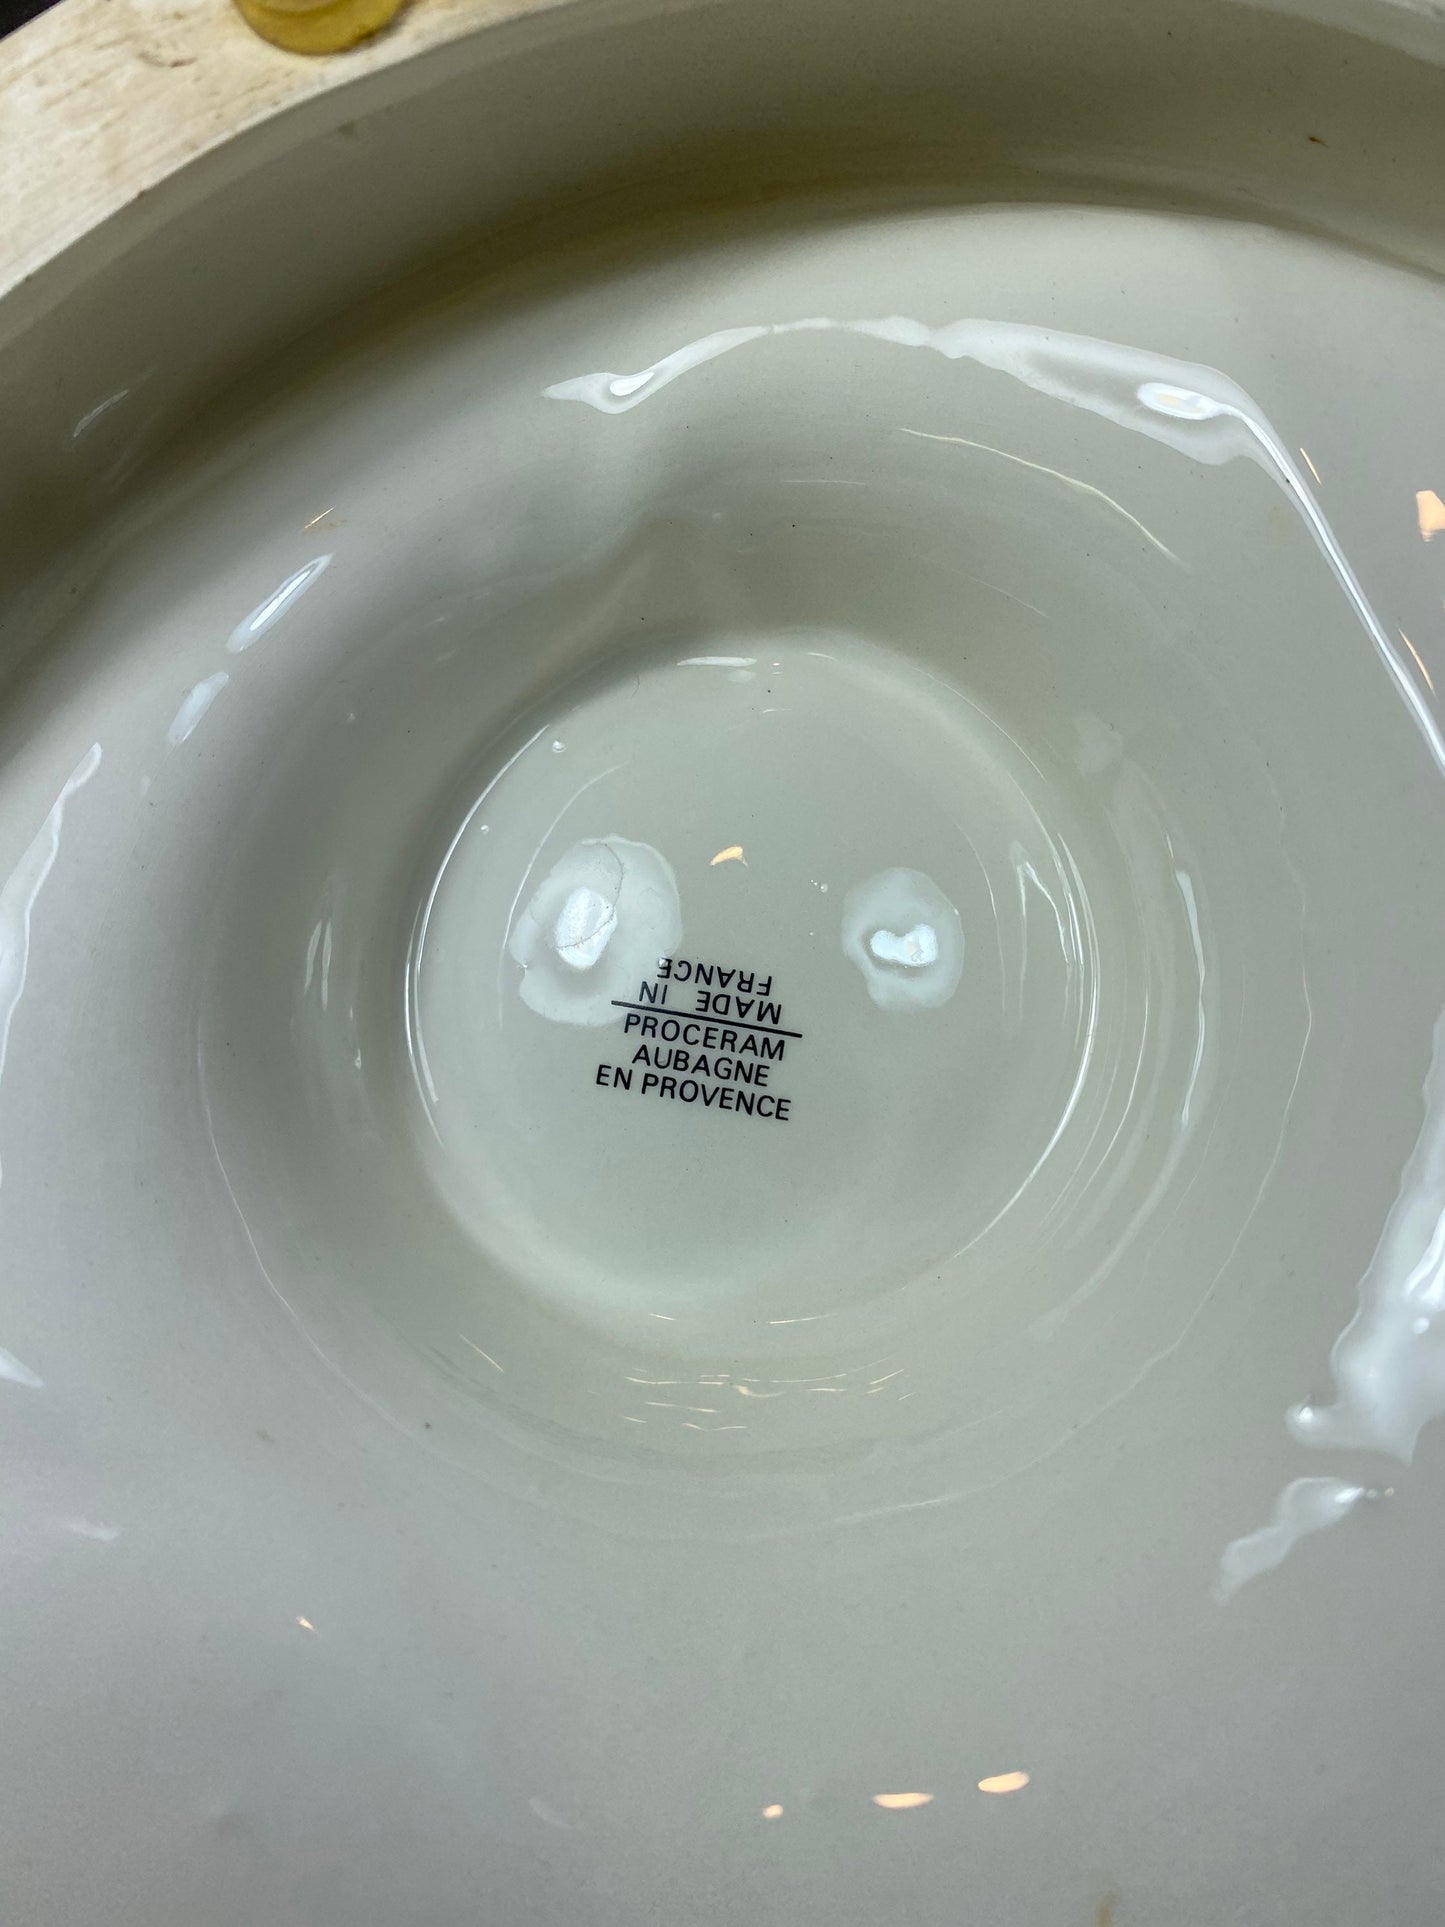 PROCERAM
AUBAGNE
EN PROVENCE
MADE IN
FRANCE